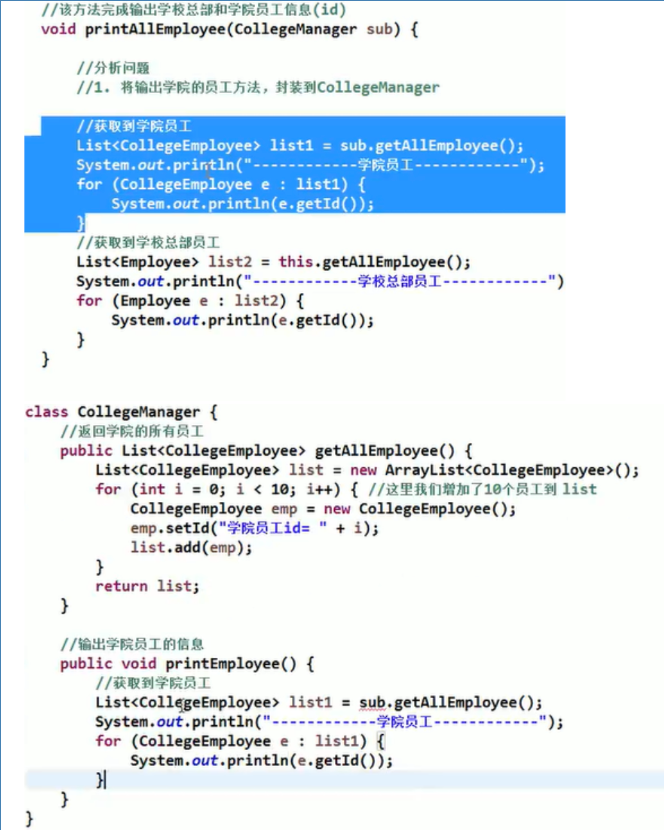 //该方法完成输出学校总部和学院员工信息(id)
void printAllEmployee(CollegeManager sub) {
//分析问题
//1. 将输出学院的员工方法，封装到CollegeManager
//获取到学院员工
List<CollegeEmployee> list1 = sub.getAllEmployee();
System.out.println("------------学院员工------------");
for (CollegeEmployee e : list1) {
System.out.println(e.getId());
}
//获取到学校总部员工
List<Employee> list2 = this.getAllEmployee();
System.out.println("------------学校总部员工------------")
for (Employee e : list2) {
System.out.println(e.getId());
}
}
class CollegeManager {
//返回学院的所有员工
public List<CollegeEmployee> getAllEmployee() {
List<CollegeEmployee> list = new ArrayList<CollegeEmployee>();
for (int i = 0; i < 10; i++) { //这里我们增加了10个员工到 list
CollegeEmployee emp = new CollegeEmployee();
emp.setId("学院员工id= " + i);
list.add(emp);
}
return list;
}
//输出学院员工的信息
public void printEmployee() {
//获取到学院员工
List<CollegeEmployee> list1 = sub.getAllEmployee();
System.out.println("------------学院员工------------");
for (CollegeEmployee e : list1) {
System.out.println(e.getId());
}
}
}